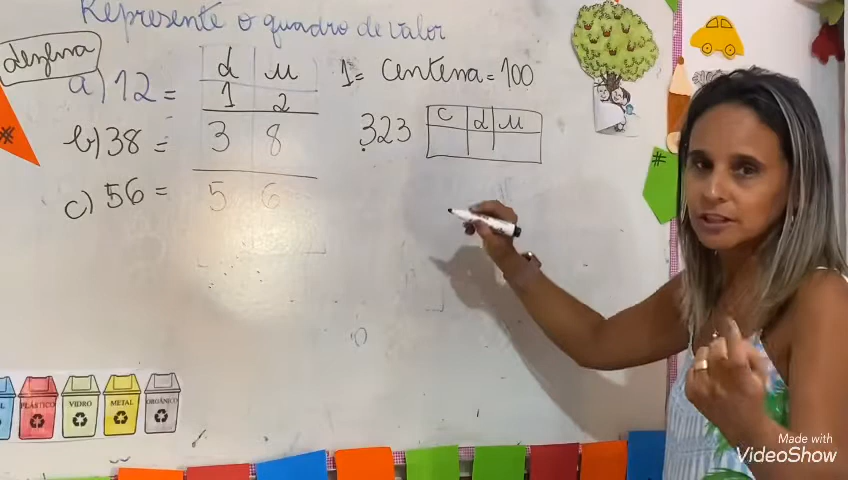 Represente o quadro de valor
dezena
d u
a) 12 = 1 2
b) 38 = 3 8
c) 56 = 5 6
1 = Centena = 100
323
C d u
PLÁSTICO
VIDRO
METAL
ORGÂNICO
#
#
Made With
VideoShow